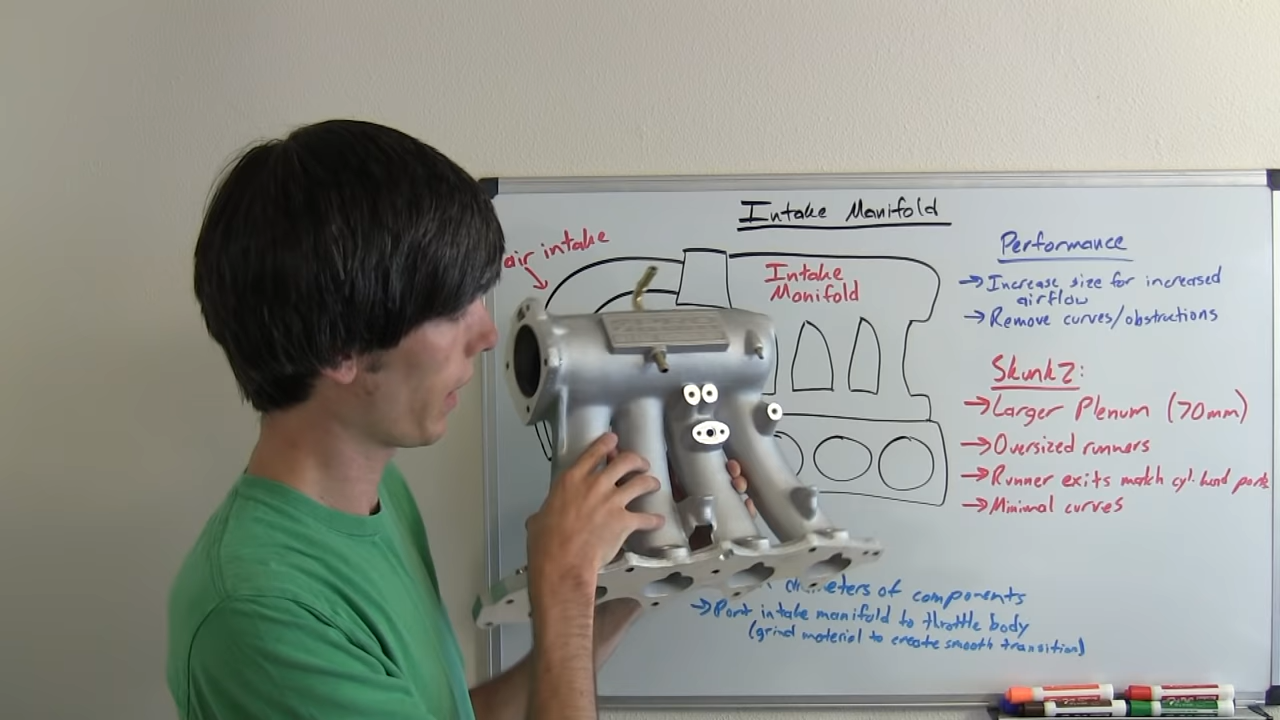 Intake Manifold
air intake
Intake
Manifold
Performance
→Increase size for increased
airflow
→Remove curves/obstructions
Skunk2:
→Larger Plenum (70mm)
→Oversized runners
→Runner exits match cyl. head ports
→Minimal curves
of components
→Port intake manifold to throttle body
(grind material to create smooth transition)